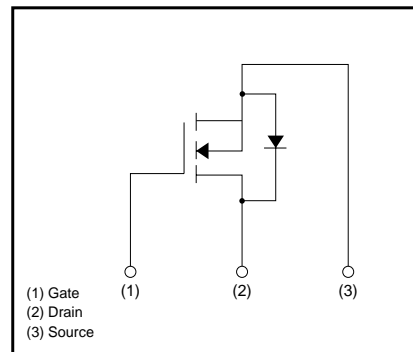 (1) Gate
(2) Drain
(3) Source
(1) (2) (3)